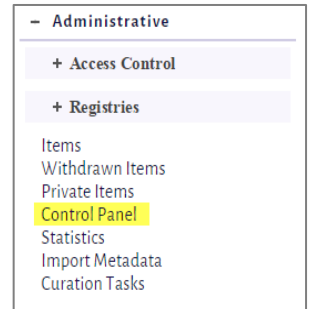 – Administrative
+ Access Control
+ Registries
Items
Withdrawn Items
Private Items
Control Panel
Statistics
Import Metadata
Curation Tasks